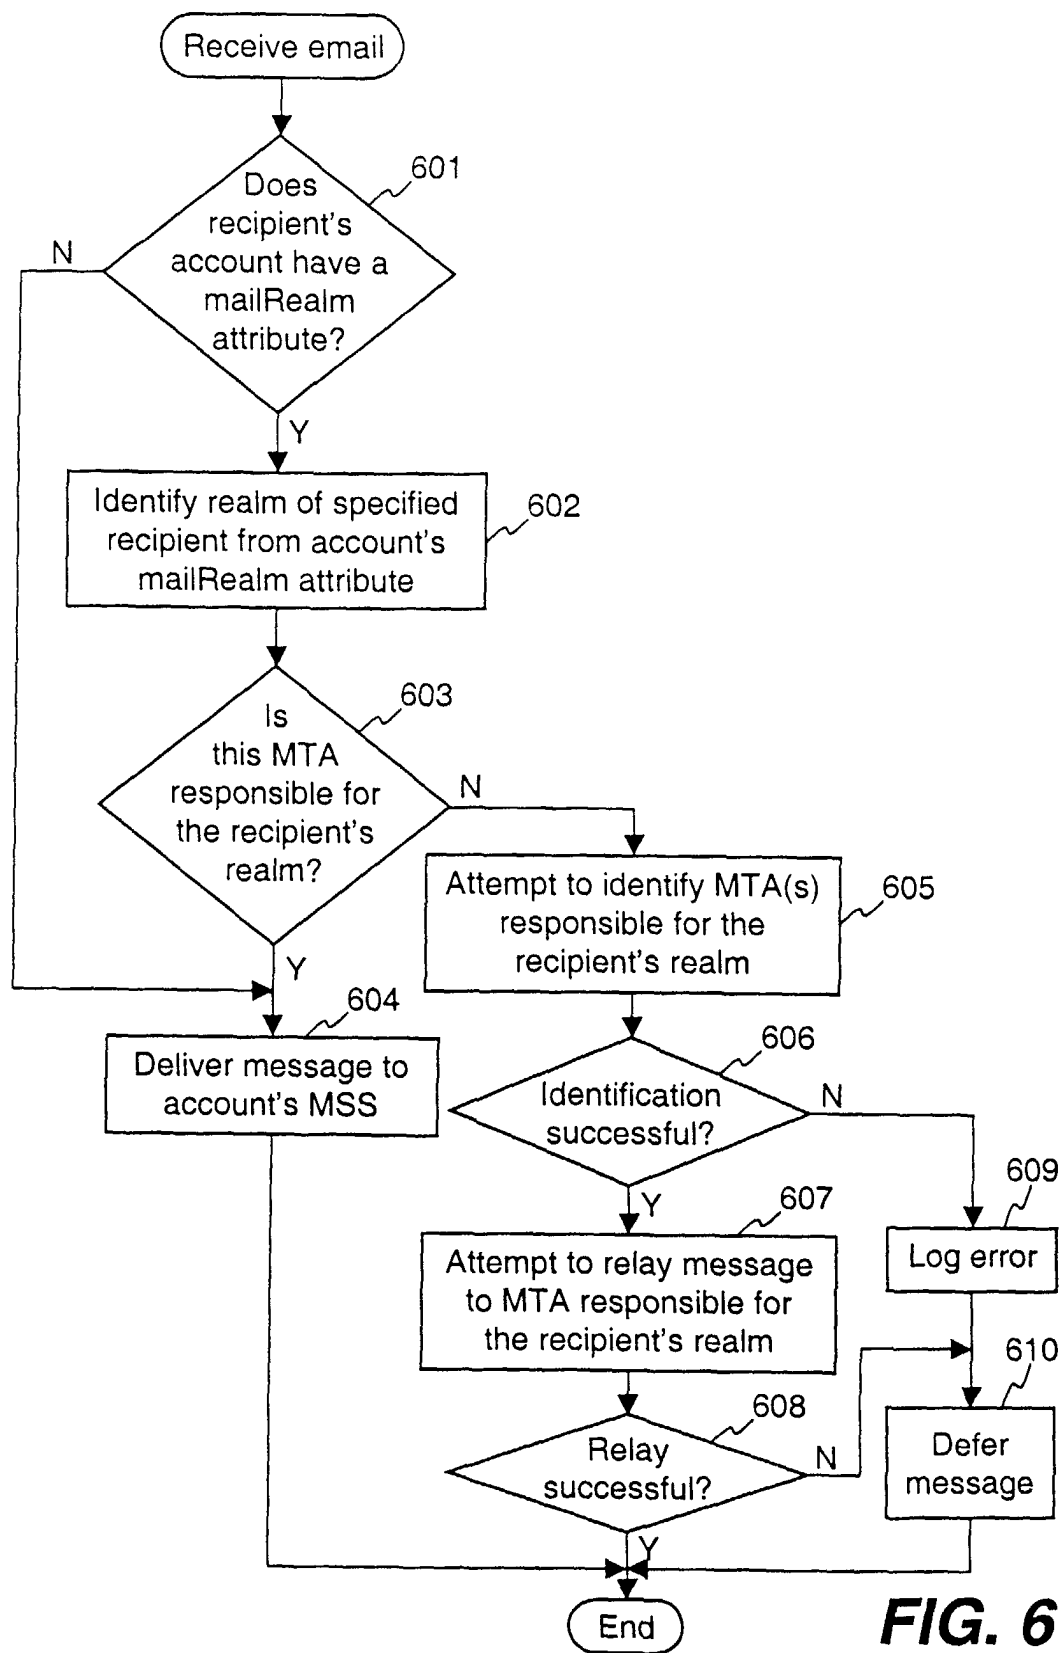 Receive email
601
Does
recipient's
account have a
mailRealm
attribute?
N
Y
Identify realm of specified
recipient from account's
mailRealm attribute
602
603
Is
this MTA
responsible for
the recipient's
realm?
N
Y
Attempt to identify MTA(s)
responsible for the
recipient's realm
605
604
Deliver message to
account's MSS
606
Identification
successful?
N
Y
607
Attempt to relay message
to MTA responsible for
the recipient's realm
609
Log error
608
Relay
successful?
N
Y
610
Defer
message
End
FIG. 6